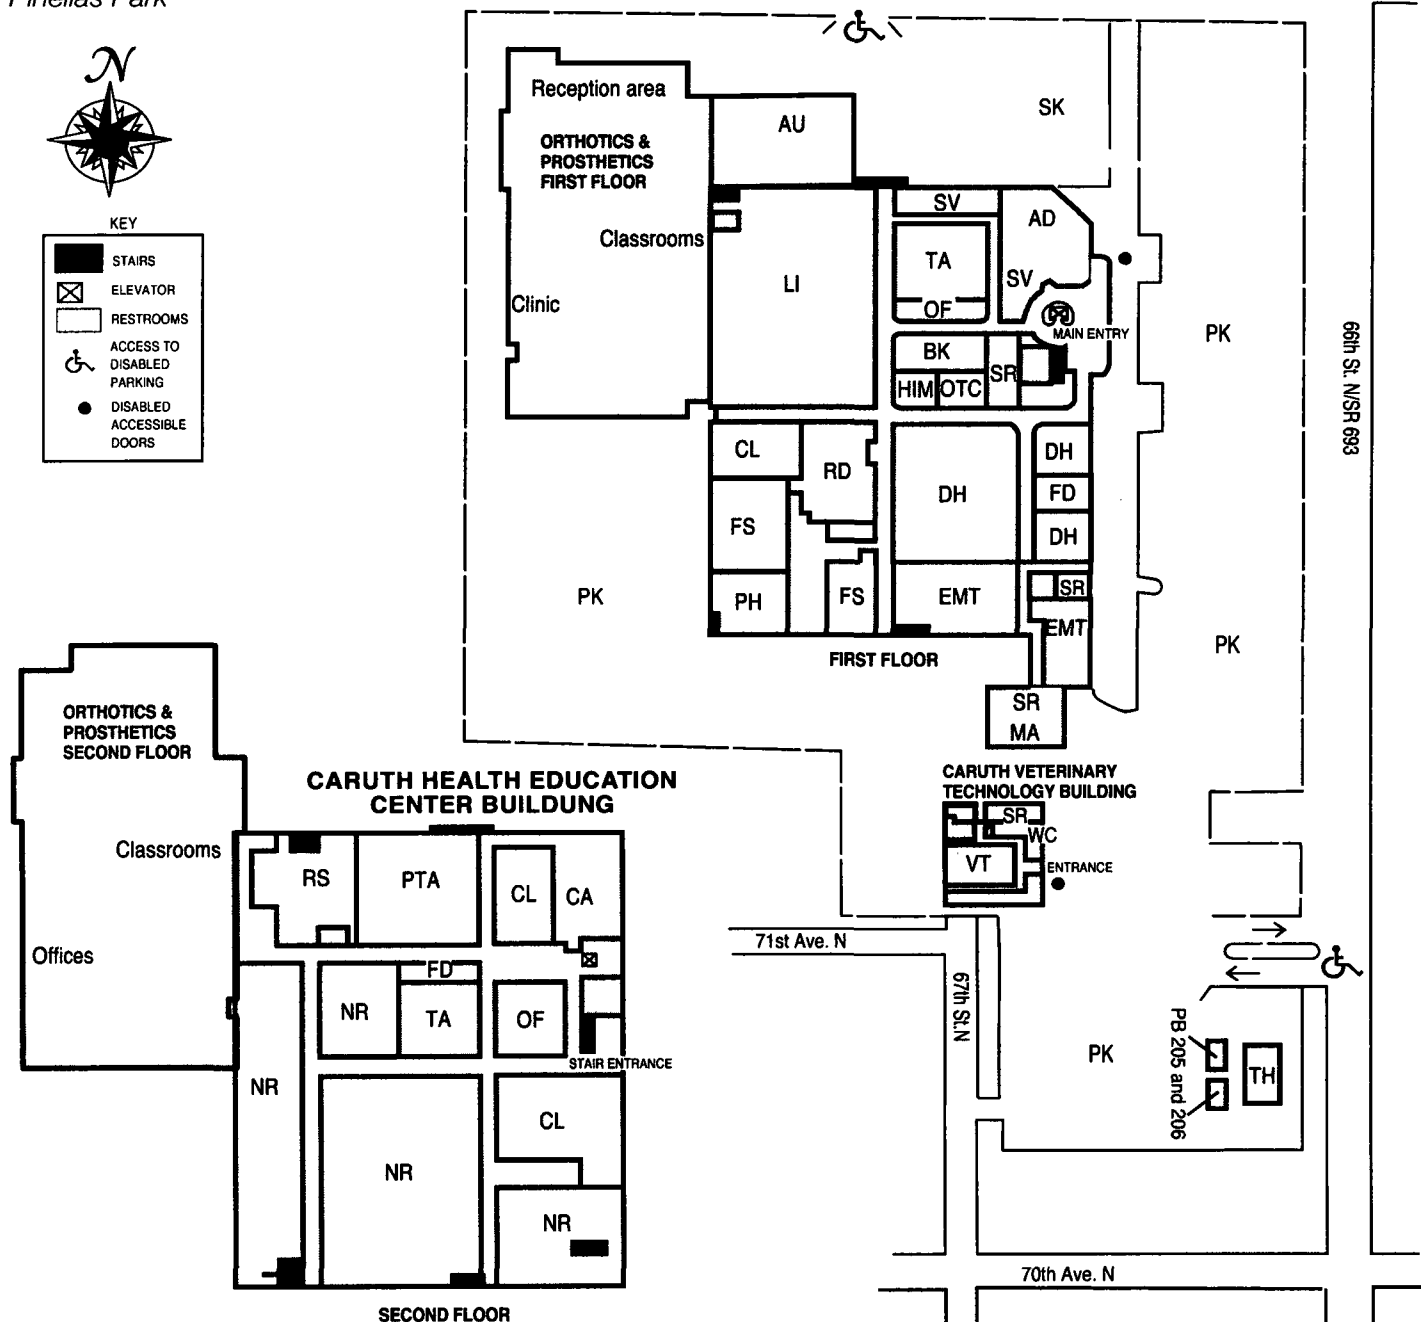 Pinellas Park
N
KEY
STAIRS
ELEVATOR
RESTROOMS
ACCESS TO
DISABLED
PARKING
DISABLED
ACCESSIBLE
DOORS
Reception area
ORTHOTICS &
PROSTHETICS
FIRST FLOOR
Classrooms
Clinic
AU
SK
SV
AD
TA
SV
OF
LI
MAIN ENTRY
BK
SR
HIM
OTC
PK
66th St. N/SR 693
CL
RD
DH
DH
FD
DH
FS
PH
FS
EMT
SR
EMT
PK
PK
FIRST FLOOR
SR
MA
ORTHOTICS &
PROSTHETICS
SECOND FLOOR
Classrooms
Offices
CARUTH HEALTH EDUCATION
CENTER BUILDUNG
RS
PTA
CL
CA
FD
NR
TA
OF
STAIR ENTRANCE
NR
NR
CL
NR
SECOND FLOOR
CARUTH VETERINARY
TECHNOLOGY BUILDING
SR
WC
VT
ENTRANCE
71st Ave. N
67th St.N
PK
PB 205 and 206
TH
70th Ave. N